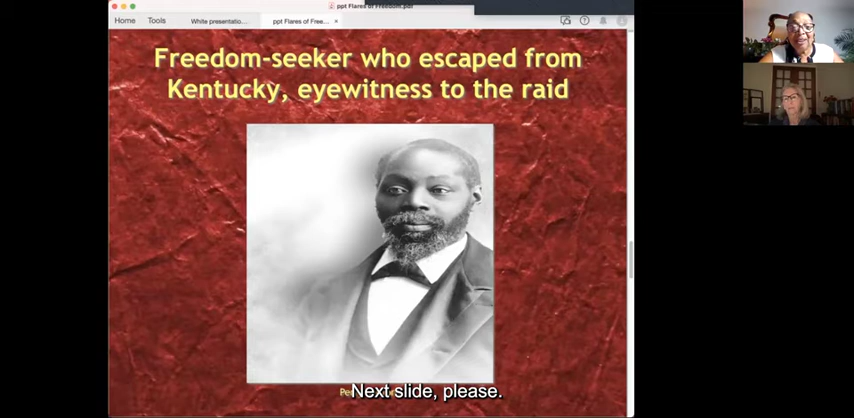 ppt Flares of Freedom.pdf
Home
Tools
White presentatio...
ppt Flares of Free...
Freedom-seeker who escaped from
Kentucky, eyewitness to the raid
Next slide, please.